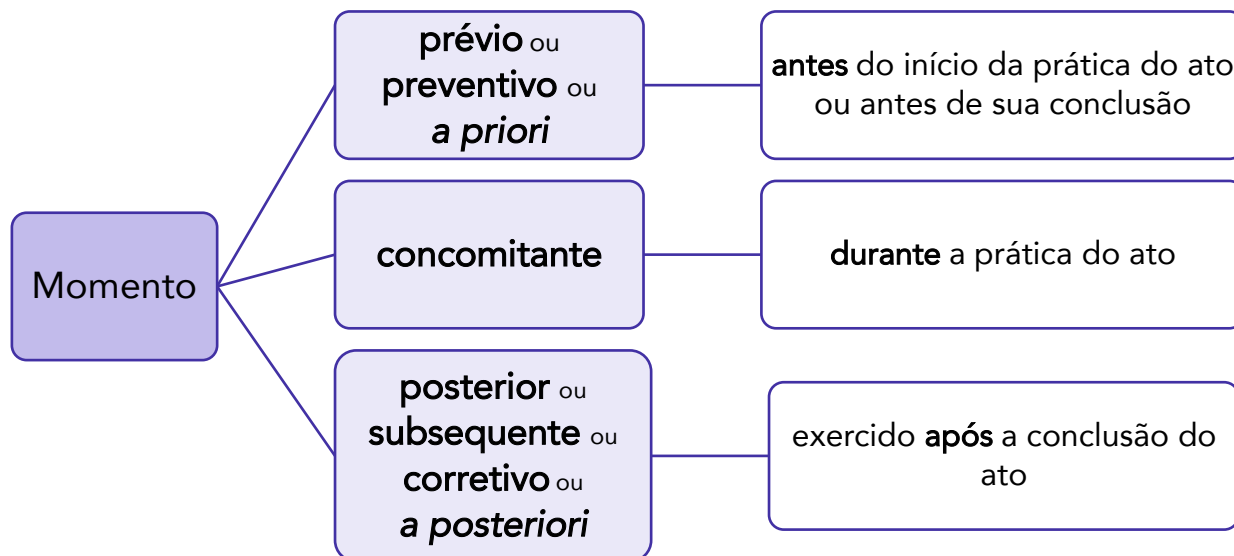 Momento
prévio ou
preventivo ou
a priori
antes do início da prática do ato
ou antes de sua conclusão
concomitante
durante a prática do ato
posterior ou
subsequente ou
corretivo ou
a posteriori
exercido após a conclusão do
ato